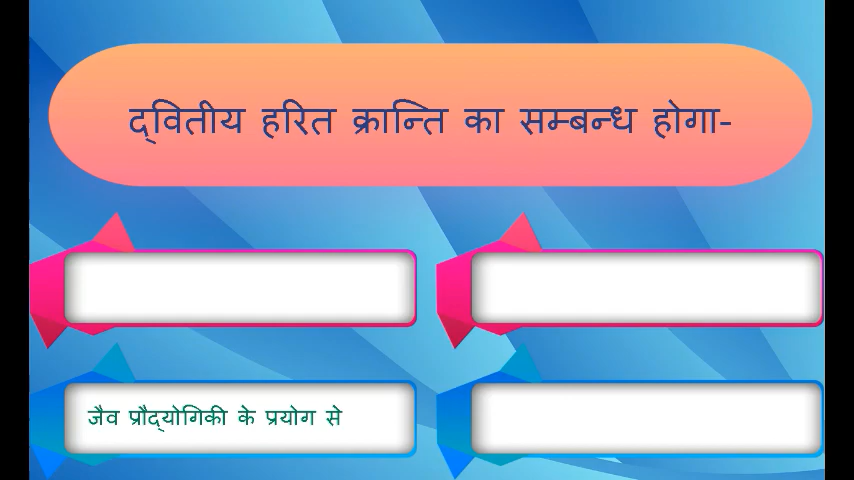 द्वितीय हरित क्रान्ति का सम्बन्ध होगा-
जैव प्रौद्योगिकी के प्रयोग से